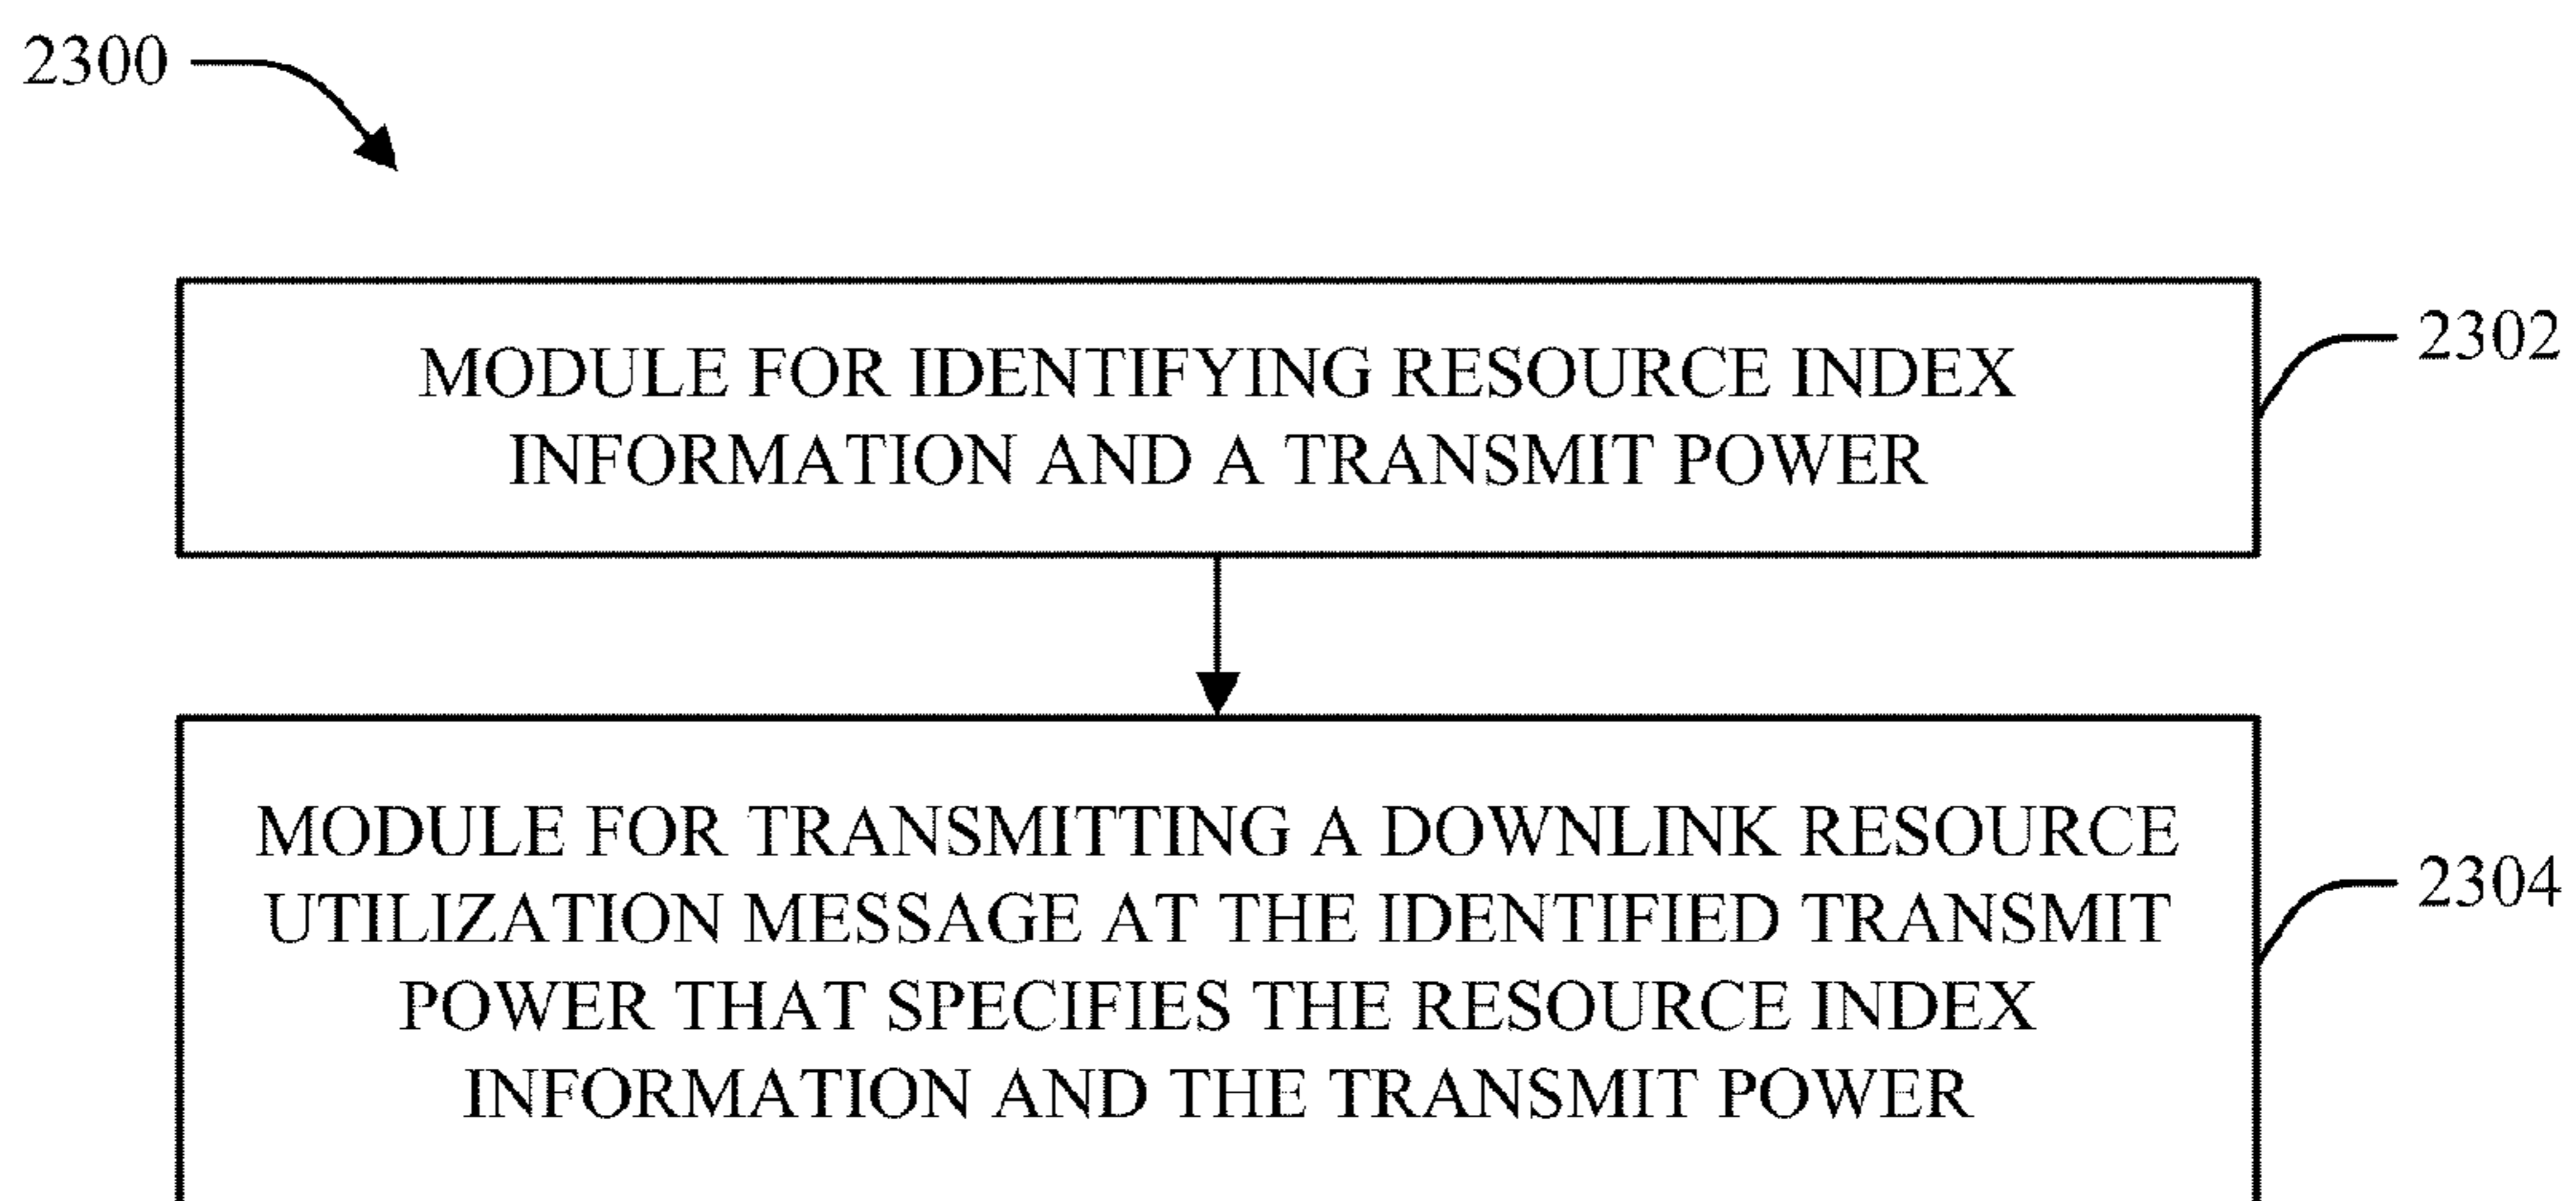 2300
MODULE FOR IDENTIFYING RESOURCE INDEX
INFORMATION AND A TRANSMIT POWER
2302
MODULE FOR TRANSMITTING A DOWNLINK RESOURCE
UTILIZATION MESSAGE AT THE IDENTIFIED TRANSMIT
POWER THAT SPECIFIES THE RESOURCE INDEX
INFORMATION AND THE TRANSMIT POWER
2304